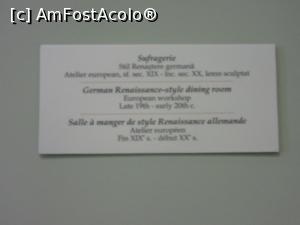 (c) AmFostAcolo®
Sufragerie
Stil Renaştere germană
Atelier european, sf. sec. XIX - înc. sec. XX, lemn sculptat
German Renaissance-style dining room
European workshop
Late 19th - early 20th c.
Salle à manger de style Renaissance allemande
Atelier européen
Fin XIXᵉ s. - début XXᵉ s.